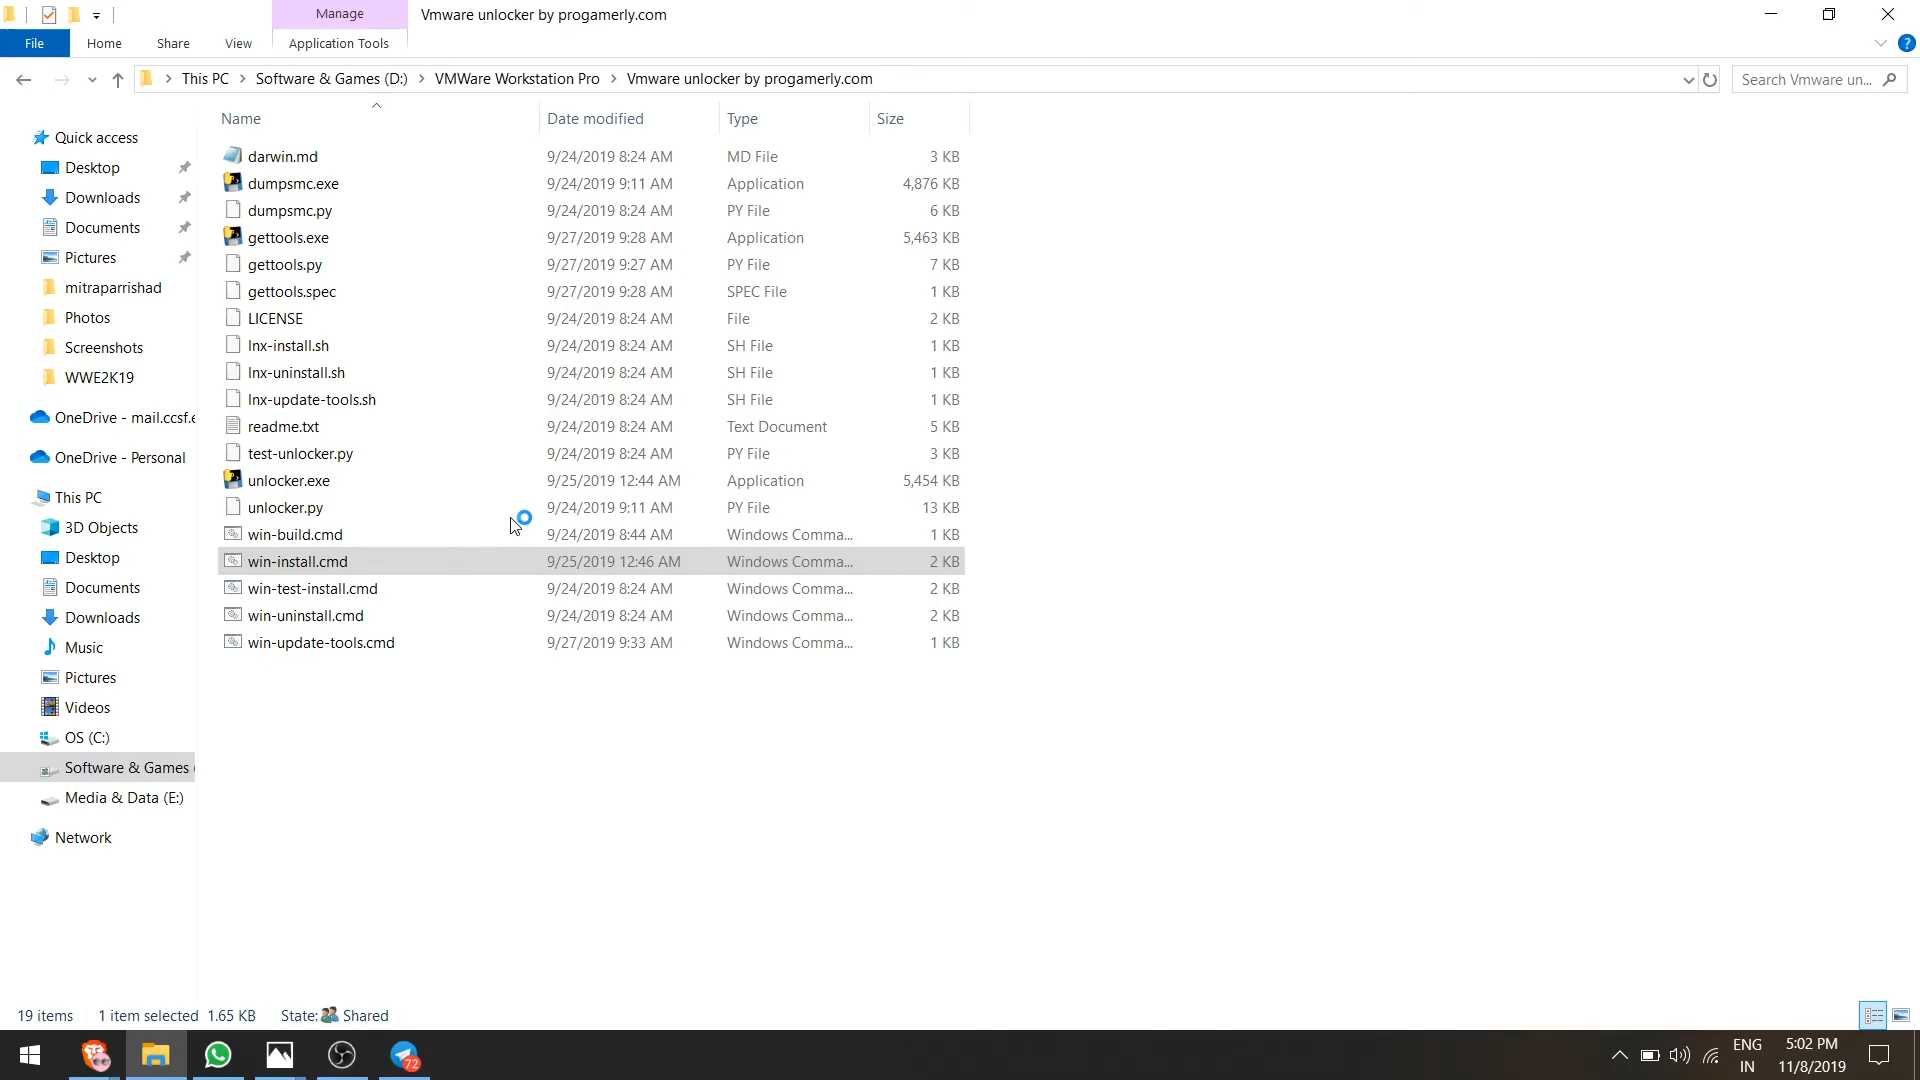 Manage
Vmware unlocker by progamerly.com
File
Home
Share
View
Application Tools
?
This PC
Software & Games (D:)
VMWare Workstation Pro
Vmware unlocker by progamerly.com
Search Vmware un...
Name
Date modified
Type
Size
Quick access
Desktop
Downloads
Documents
Pictures
mitraparrishad
Photos
Screenshots
WWE2K19
OneDrive - mail.ccsf.e
OneDrive - Personal
This PC
3D Objects
Desktop
Documents
Downloads
Music
Pictures
Videos
OS (C:)
Software & Games (
Media & Data (E:)
Network
darwin.md 9/24/2019 8:24 AM MD File 3 KB
dumpsmc.exe 9/24/2019 9:11 AM Application 4,876 KB
dumpsmc.py 9/24/2019 8:24 AM PY File 6 KB
gettools.exe 9/27/2019 9:28 AM Application 5,463 KB
gettools.py 9/27/2019 9:27 AM PY File 7 KB
gettools.spec 9/27/2019 9:28 AM SPEC File 1 KB
LICENSE 9/24/2019 8:24 AM File 2 KB
lnx-install.sh 9/24/2019 8:24 AM SH File 1 KB
lnx-uninstall.sh 9/24/2019 8:24 AM SH File 1 KB
lnx-update-tools.sh 9/24/2019 8:24 AM SH File 1 KB
readme.txt 9/24/2019 8:24 AM Text Document 5 KB
test-unlocker.py 9/24/2019 8:24 AM PY File 3 KB
unlocker.exe 9/25/2019 12:44 AM Application 5,454 KB
unlocker.py 9/24/2019 9:11 AM PY File 13 KB
win-build.cmd 9/24/2019 8:44 AM Windows Comma... 1 KB
win-install.cmd 9/25/2019 12:46 AM Windows Comma... 2 KB
win-test-install.cmd 9/24/2019 8:24 AM Windows Comma... 2 KB
win-uninstall.cmd 9/24/2019 8:24 AM Windows Comma... 2 KB
win-update-tools.cmd 9/27/2019 9:33 AM Windows Comma... 1 KB
19 items 1 item selected 1.65 KB State: Shared
72
ENG
IN
5:02 PM
11/8/2019